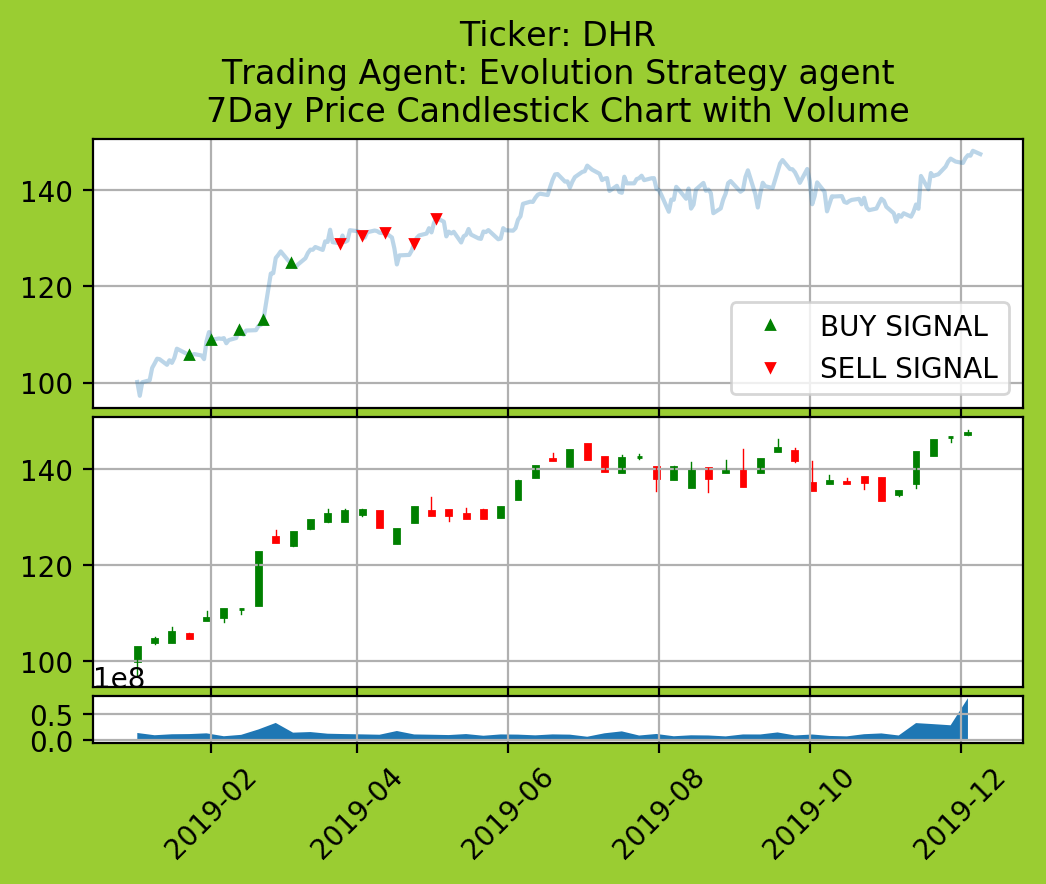 Ticker: DHR
Trading Agent: Evolution Strategy agent
7Day Price Candlestick Chart with Volume
140
120
100
BUY SIGNAL
SELL SIGNAL
140
120
100
1e8
0.5
0.0
2019-02
2019-04
2019-06
2019-08
2019-10
2019-12